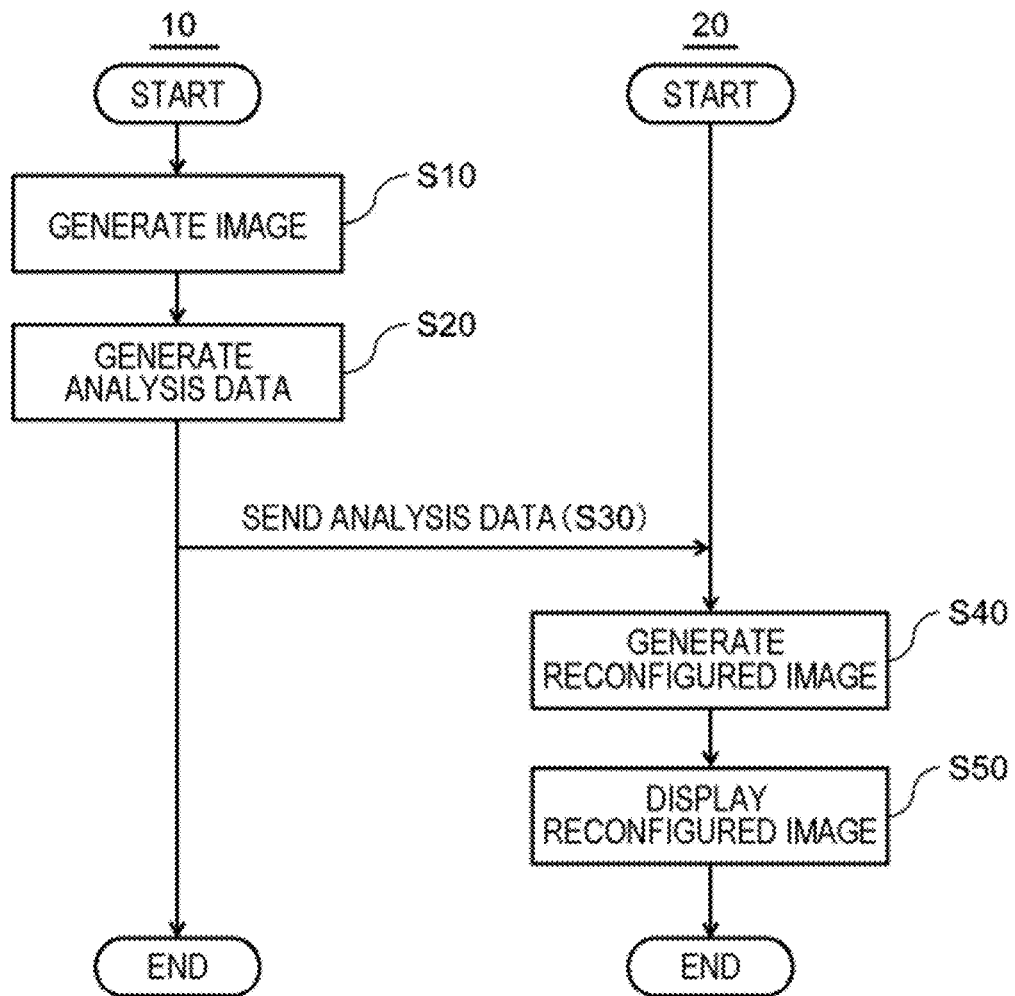 10
20
START
START
S10
GENERATE IMAGE
S20
GENERATE
ANALYSIS DATA
SEND ANALYSIS DATA (S30)
S40
GENERATE
RECONFIGURED IMAGE
S50
DISPLAY
RECONFIGURED IMAGE
END
END